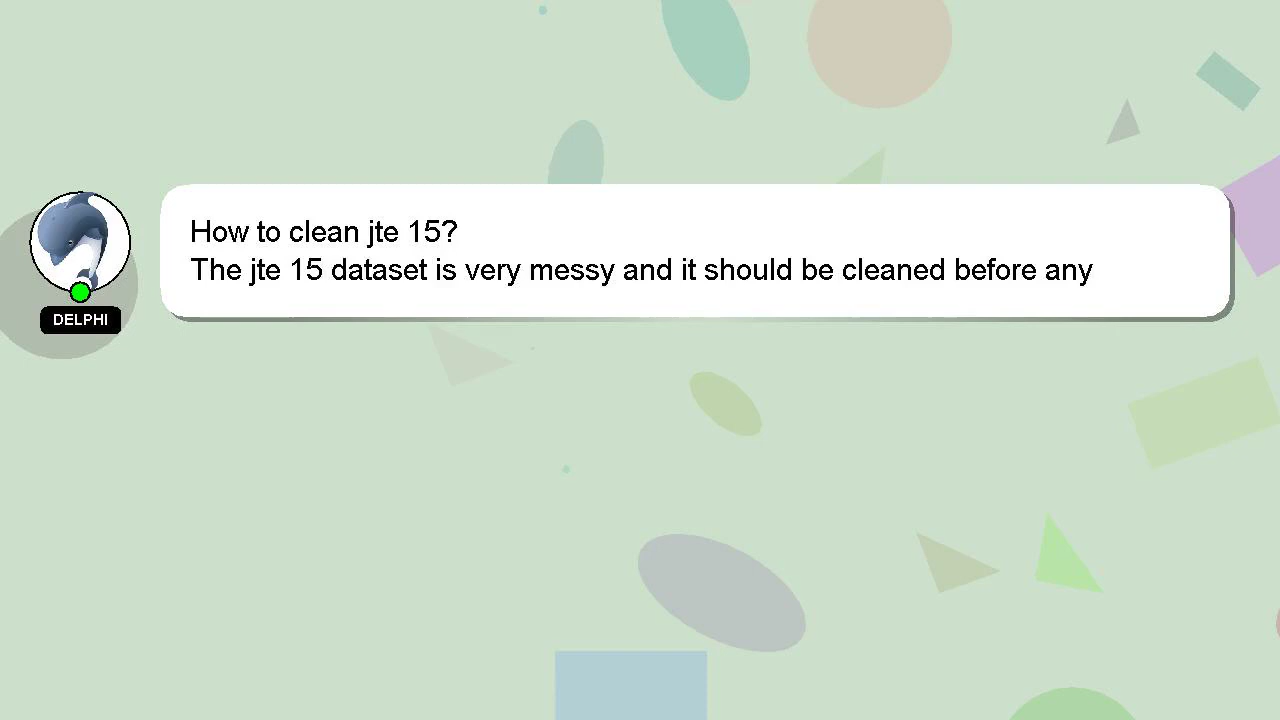 How to clean jte 15?
The jte 15 dataset is very messy and it should be cleaned before any
DELPHI